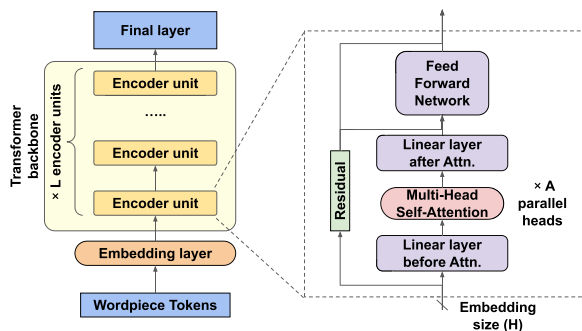 Final layer
Transformer
backbone
× L encoder units
Encoder unit
.....
Encoder unit
Encoder unit
Embedding layer
Wordpiece Tokens
Feed
Forward
Network
Linear layer
after Attn.
Residual
Multi-Head
Self-Attention
× A
parallel
heads
Linear layer
before Attn.
Embedding
size (H)